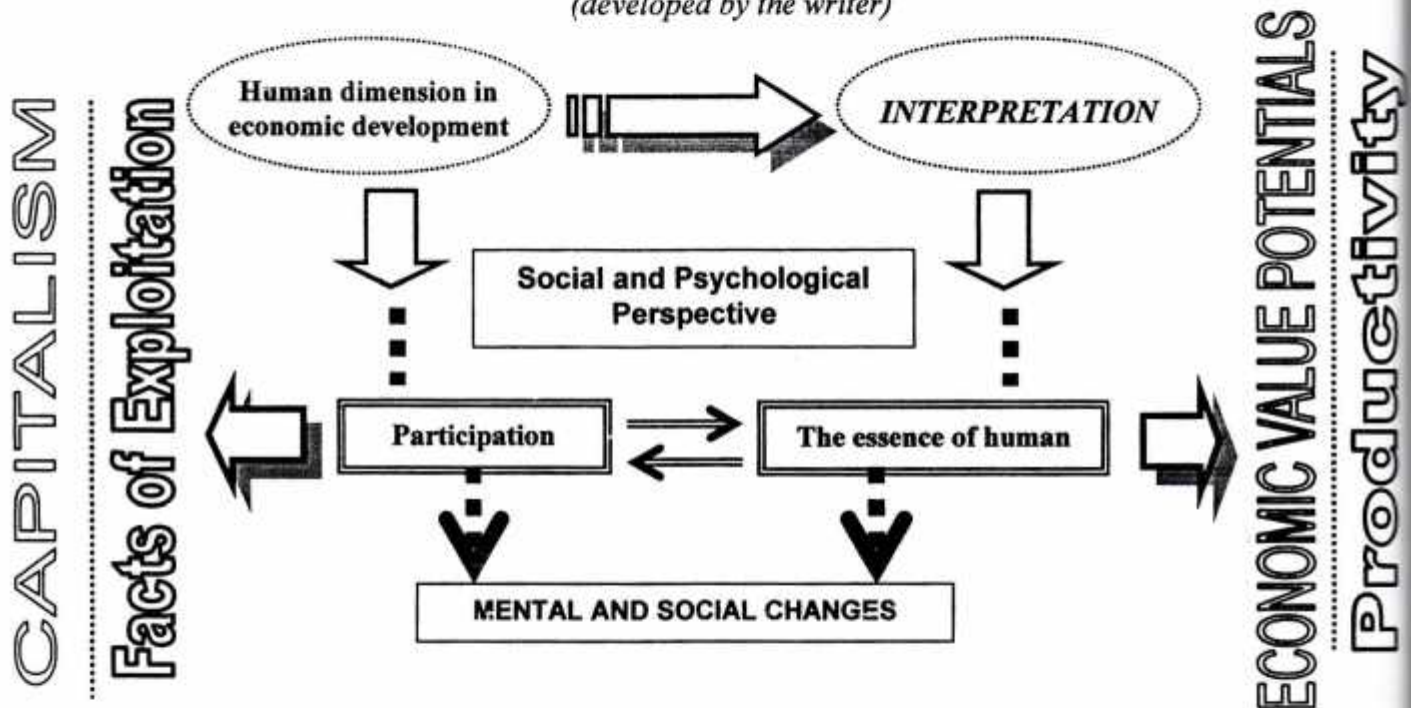 (developed by the writer)
CAPITALISM
Facts of Exploitation
Human dimension in
economic development
INTERPRETATION
Social and Psychological
Perspective
Participation
The essence of human
MENTAL AND SOCIAL CHANGES
ECONOMIC VALUE POTENTIALS
Productivity